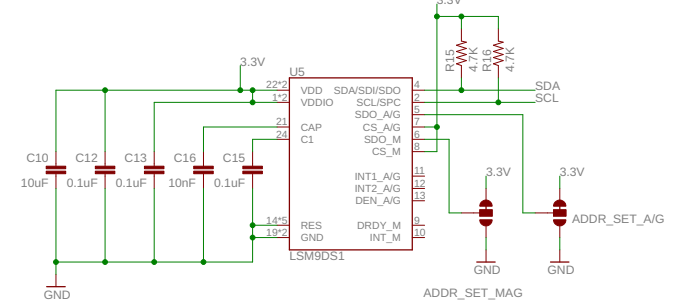 3.3V
R15
4.7K
R16
4.7K
3.3V
U5
22*2
VDD
SDA/SDI/SDO
4
SDA
1*2
VDDIO
SCL/SPC
2
SCL
SDO_A/G
5
21
CAP
CS_A/G
7
24
C1
SDO_M
6
CS_M
8
C10
10uF
C12
0.1uF
C13
0.1uF
C16
10nF
C15
0.1uF
INT1_A/G
11
INT2_A/G
12
DEN_A/G
13
3.3V
3.3V
14*5
RES
DRDY_M
9
19*2
GND
INT_M
10
ADDR_SET_A/G
LSM9DS1
GND
GND
GND
ADDR_SET_MAG